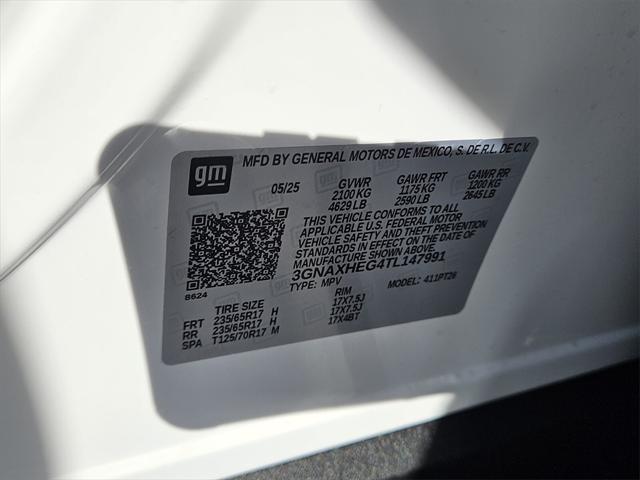 gm
MFD BY GENERAL MOTORS DE MEXICO, S. DE R.L. DE C.V.
05/25 GVWR GAWR FRT GAWR RR
2100 KG 1175 KG 1200 KG
4629 LB 2590 LB 2645 LB
THIS VEHICLE CONFORMS TO ALL
APPLICABLE U.S. FEDERAL MOTOR
VEHICLE SAFETY AND THEFT PREVENTION
STANDARDS IN EFFECT ON THE DATE OF
MANUFACTURE SHOWN ABOVE.
3GNAXHEG4TL147991
TYPE: MPV MODEL: 411PT26
8624
TIRE SIZE RIM
FRT 235/65R17 H 17X7.5J
RR 235/65R17 H 17X7.5J
SPA T125/70R17 M 17X4BT